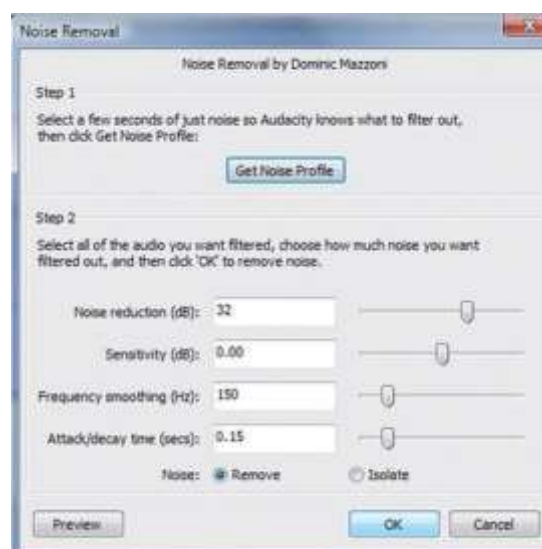 Noise Removal
Noise Removal by Dominic Mazzoni
Step 1
Select a few seconds of just noise so Audacity knows what to filter out,
then click Get Noise Profile:
Get Noise Profile
Step 2
Select all of the audio you want filtered, choose how much noise you want
filtered out, and then click 'OK' to remove noise.
Noise reduction (dB): 32
Sensitivity (dB): 0.00
Frequency smoothing (Hz): 150
Attack/decay time (secs): 0.15
Noise: Remove Isolate
Preview OK Cancel